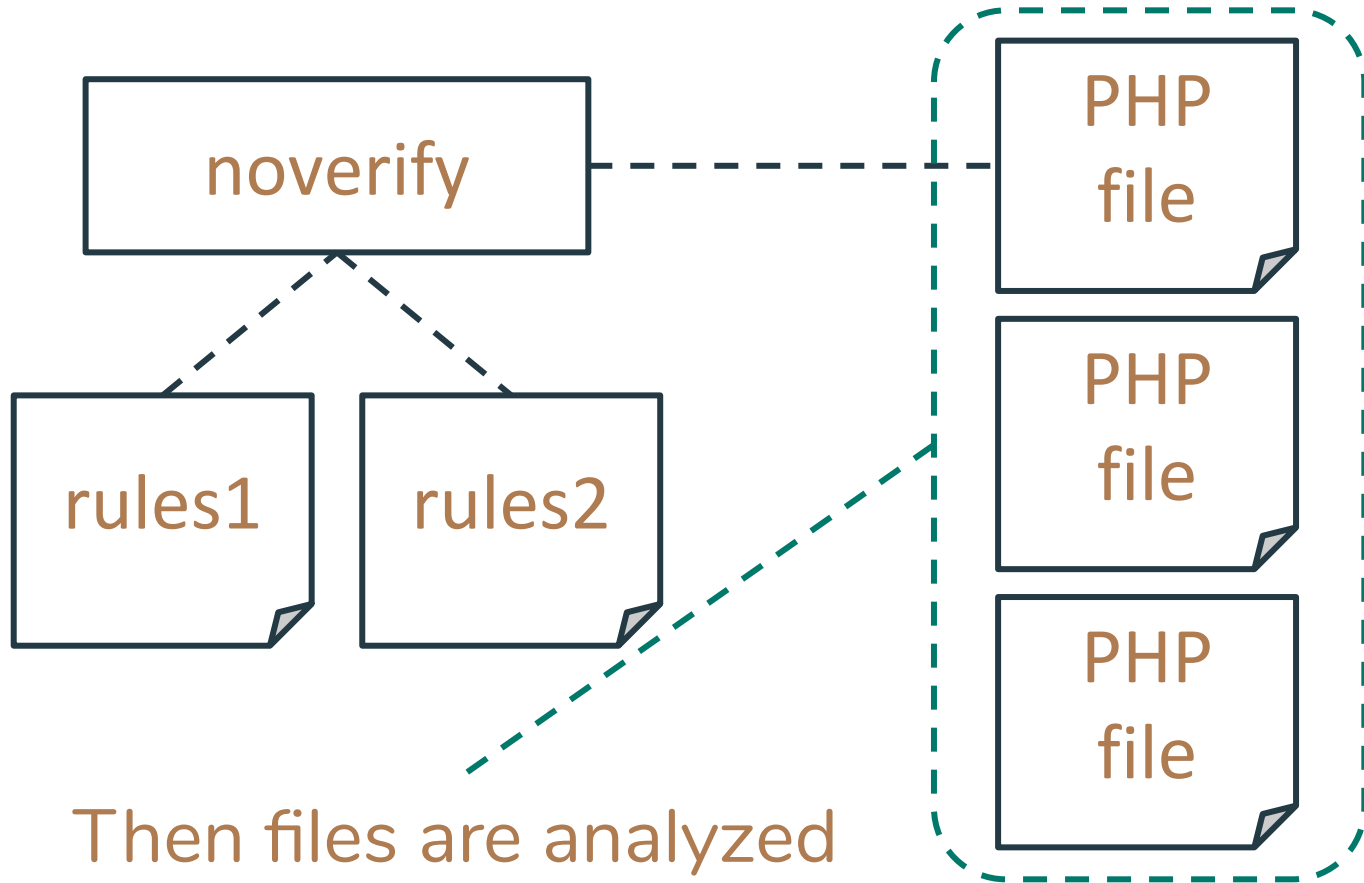 noverify
rules1
rules2
PHP
file
PHP
file
PHP
file
Then files are analyzed